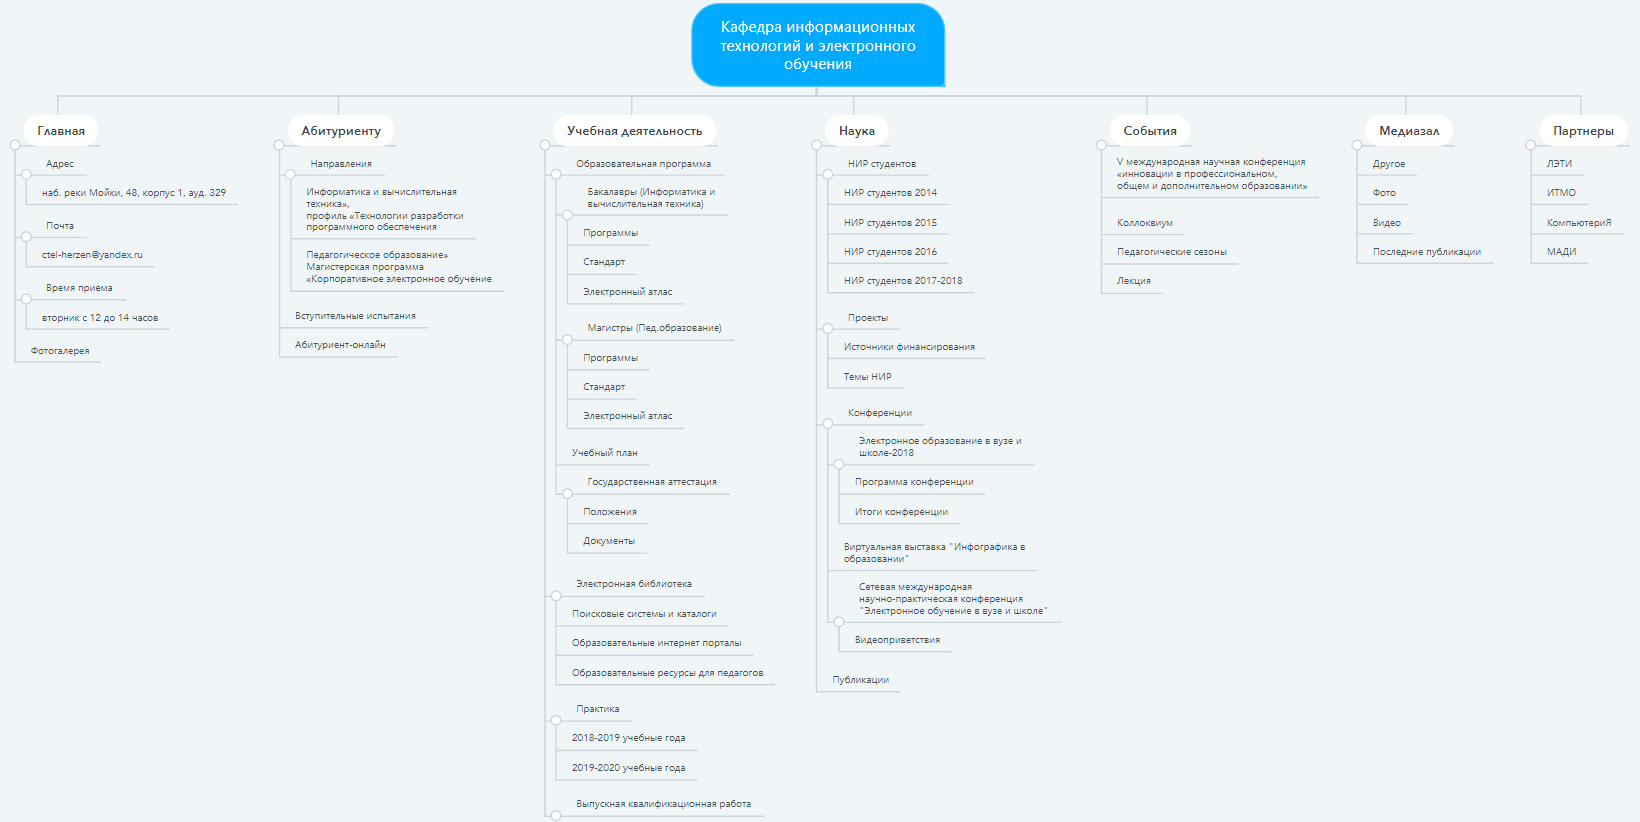 Кафедра информационных
технологий и электронного
обучения
Главная
Адрес
наб. реки Мойки, 48, корпус 1, ауд. 329
Почта
ctel-herzen@yandex.ru
Время приема
вторник с 12 до 14 часов
Фотогалерея
Абитуриенту
Направления
Информатика и вычислительная
техника»,
профиль «Технологии разработки
программного обеспечения
Педагогическое образование»
Магистерская программа
«Корпоративное электронное обучение
Вступительные испытания
Абитуриент-онлайн
Учебная деятельность
Образовательная программа
Бакалавры (Информатика и
вычислительная техника)
Программы
Стандарт
Электронный атлас
Магистры (Пед.образование)
Программы
Стандарт
Электронный атлас
Учебный план
Государственная аттестация
Положения
Документы
Электронная библиотека
Поисковые системы и каталоги
Образовательные интернет порталы
Образовательные ресурсы для педагогов
Практика
2018-2019 учебные года
2019-2020 учебные года
Выпускная квалификационная работа
Наука
НИР студентов
НИР студентов 2014
НИР студентов 2015
НИР студентов 2016
НИР студентов 2017-2018
Проекты
Источники финансирования
Темы НИР
Конференции
Электронное образование в вузе и
школе-2018
Программа конференции
Итоги конференции
Виртуальная выставка "Инфографика в
образовании"
Сетевая международная
научно-практическая конференция
"Электронное обучение в вузе и школе"
Видеоприветствия
Публикации
События
V международная научная конференция
«инновации в профессиональном,
общем и дополнительном образовании»
Коллоквиум
Педагогические сезоны
Лекция
Медиазал
Другое
Фото
Видео
Последние публикации
Партнеры
ЛЭТИ
ИТМО
КомпьютериЯ
МАДИ